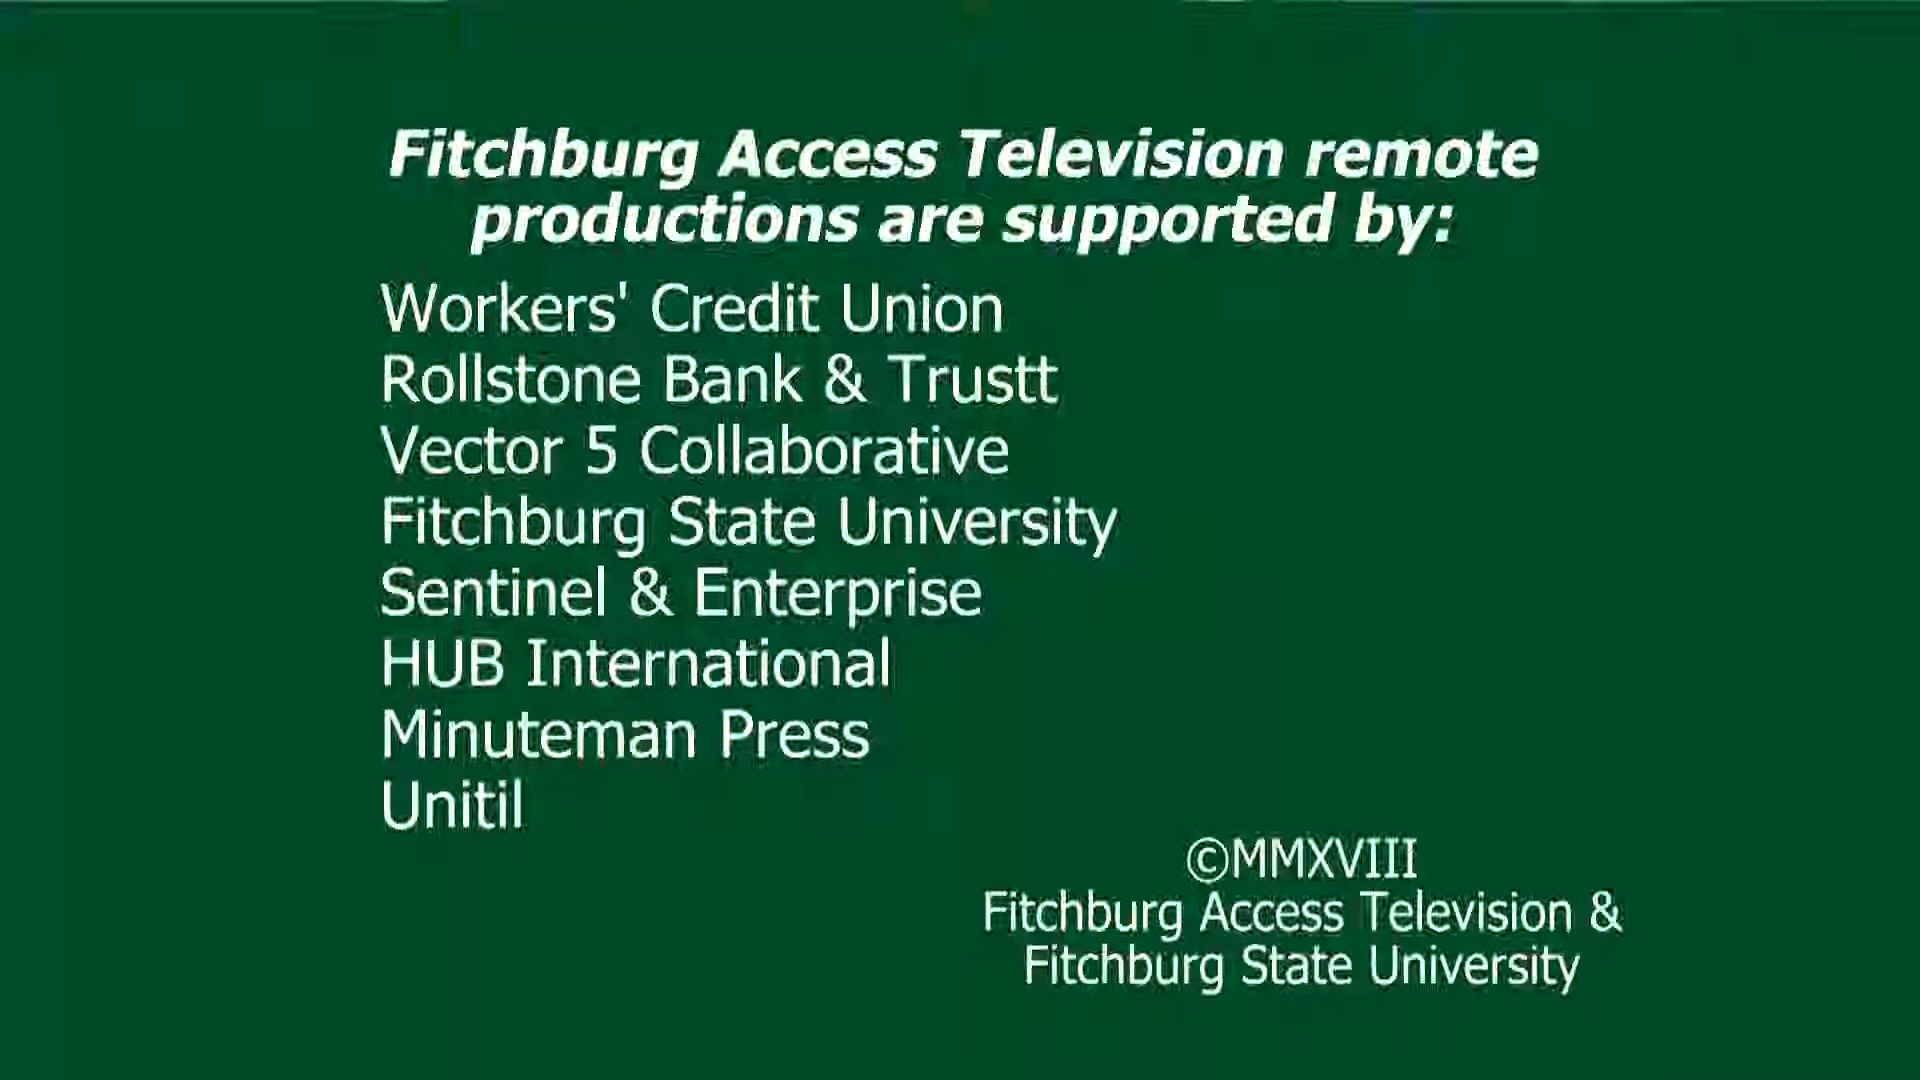 Fitchburg Access Television remote
productions are supported by:
Workers' Credit Union
Rollstone Bank & Trustt
Vector 5 Collaborative
Fitchburg State University
Sentinel & Enterprise
HUB International
Minuteman Press
Unitil
©MMXVIII
Fitchburg Access Television &
Fitchburg State University